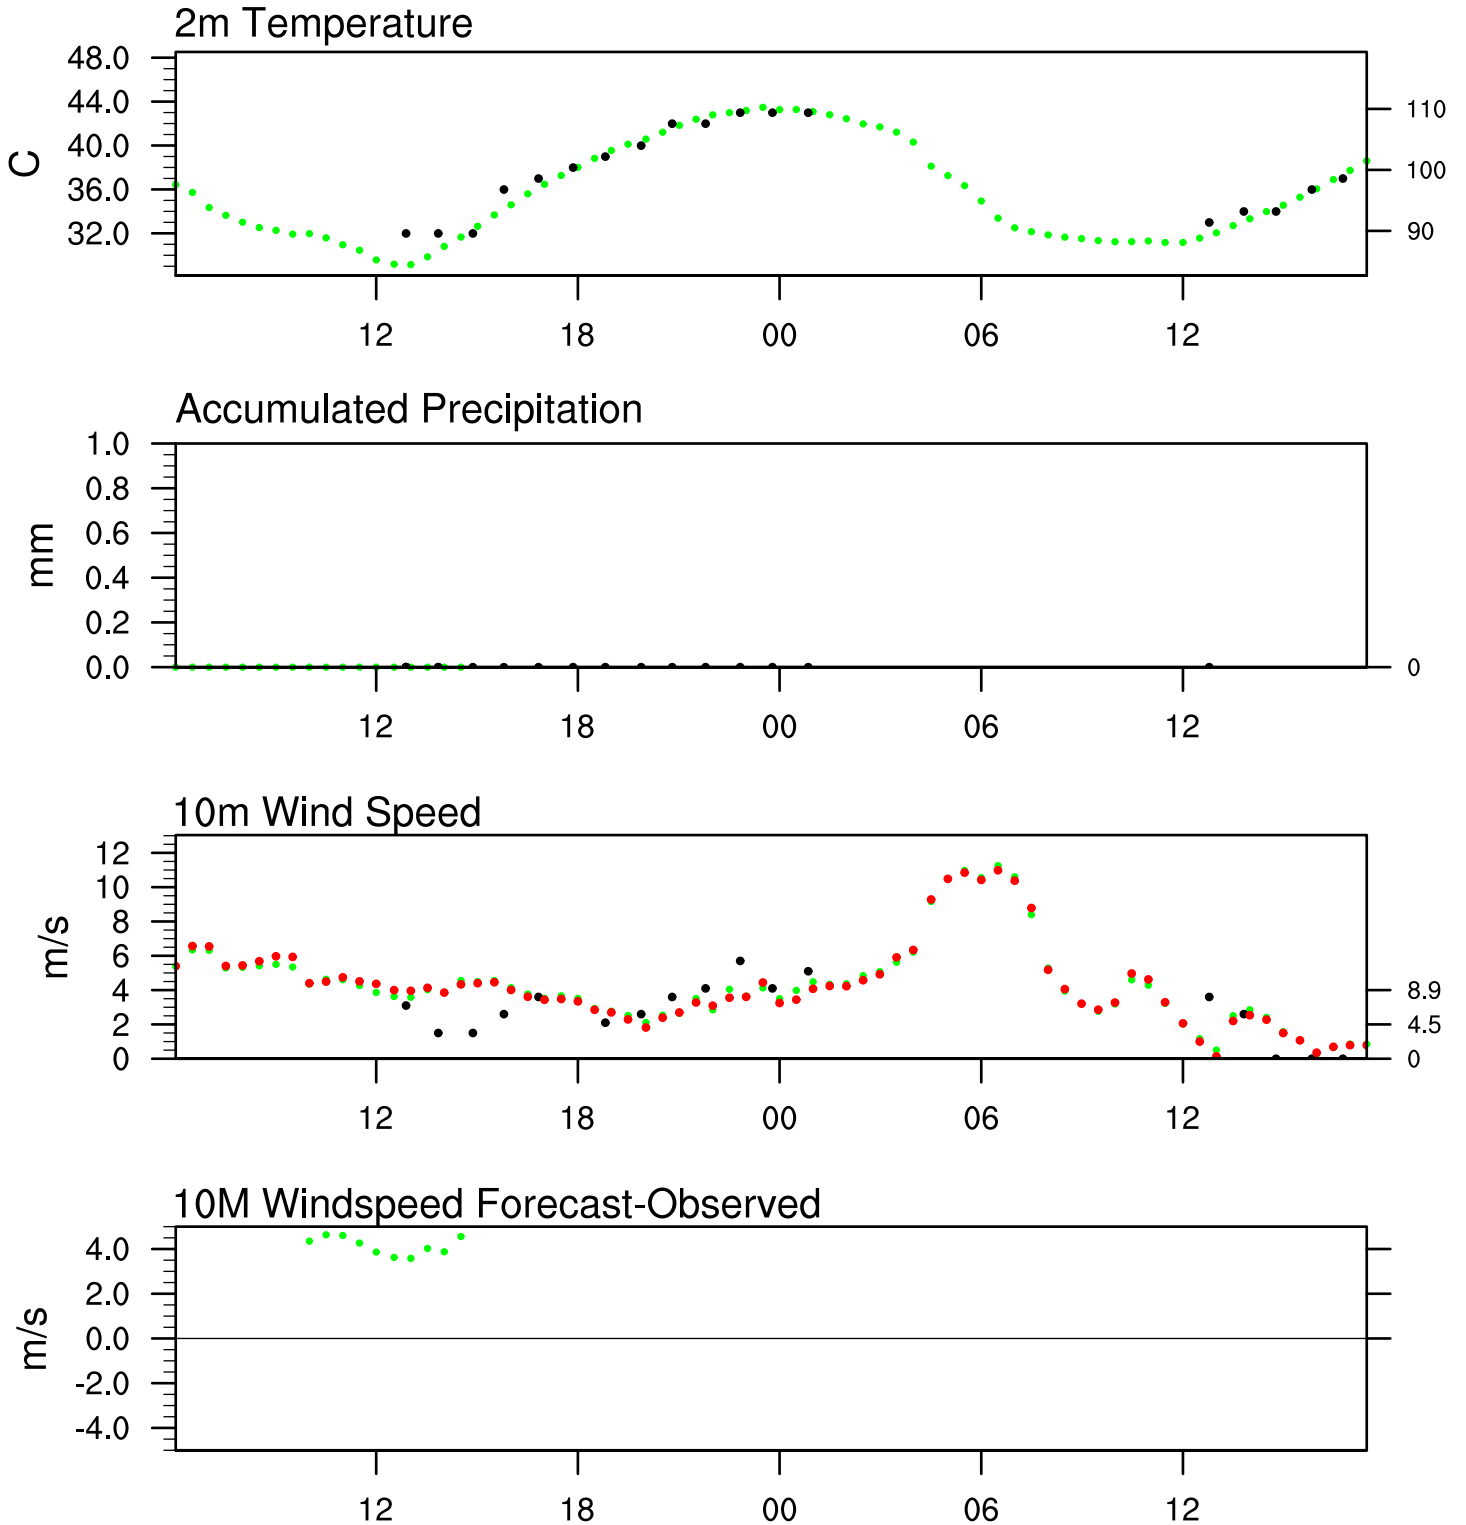 2m Temperature
48.0
44.0
40.0
36.0
32.0
C
110
100
90
12 18 00 06 12
Accumulated Precipitation
1.0
0.8
0.6
0.4
0.2
0.0
mm
0
12 18 00 06 12
10m Wind Speed
12
10
8
6
4
2
0
m/s
8.9
4.5
0
12 18 00 06 12
10M Windspeed Forecast-Observed
4.0
2.0
0.0
-2.0
-4.0
m/s
12 18 00 06 12